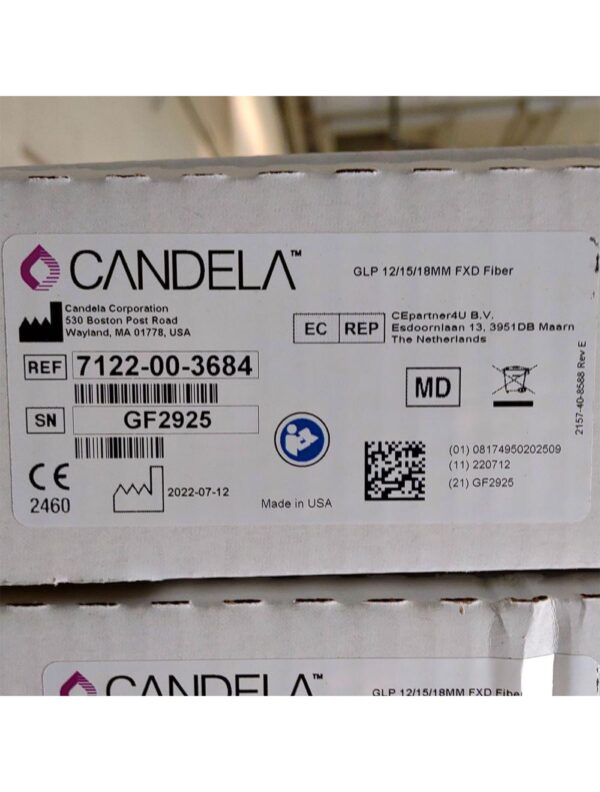 CANDELA™
GLP 12/15/18MM FXD Fiber
Candela Corporation
530 Boston Post Road
Wayland, MA 01778, USA
EC REP
CEpartner4U B.V.
Esdoornlaan 13, 3951DB Maarn
The Netherlands
REF 7122-00-3684
MD
SN GF2925
2157-40-8588 Rev E
CE
2460
2022-07-12
Made in USA
(01) 08174950202509
(11) 220712
(21) GF2925
CANDELA™
GLP 12/15/18MM FXD Fiber